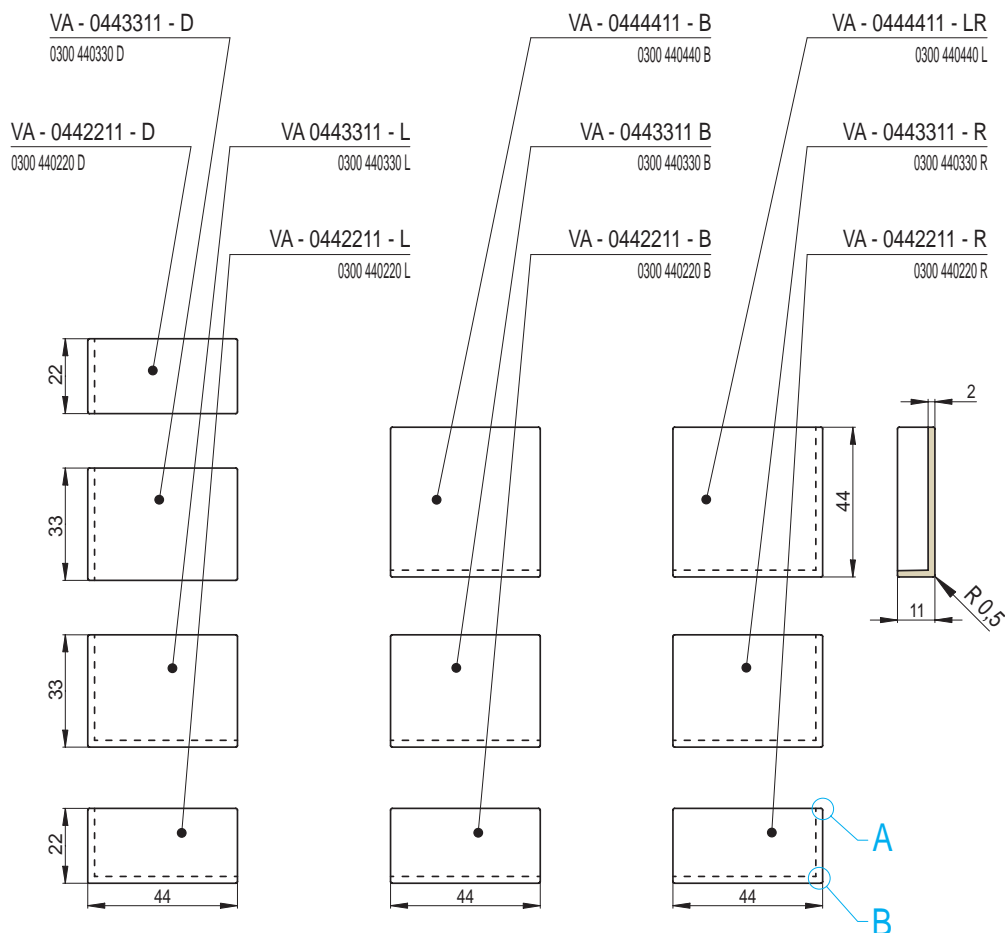 VA - 0443311 - D
0300 440330 D
VA - 0444411 - B
0300 440440 B
VA - 0444411 - LR
0300 440440 L
VA - 0442211 - D
0300 440220 D
VA 0443311 - L
0300 440330 L
VA - 0443311 B
0300 440330 B
VA - 0443311 - R
0300 440330 R
VA - 0442211 - L
0300 440220 L
VA - 0442211 - B
0300 440220 B
VA - 0442211 - R
0300 440220 R
22
2
33
44
11
R 0,5
33
22
A
44
44
44
B